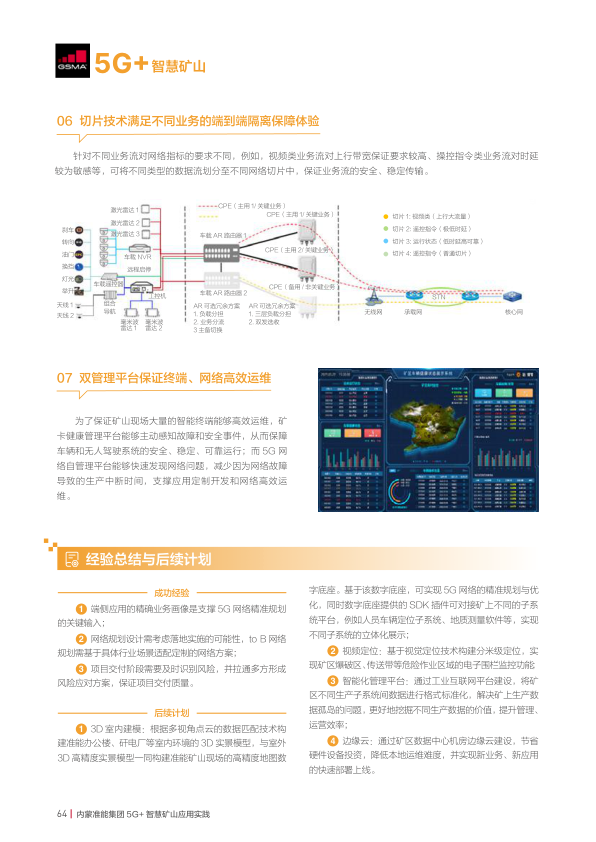 GSMA
5G+智慧矿山
06 切片技术满足不同业务的端到端隔离保障体验
针对不同业务流对网络指标的要求不同，例如，视频类业务流对上行带宽保证要求较高、操控指令类业务流对时延
较为敏感等，可将不同类型的数据流划分至不同网络切片中，保证业务流的安全、稳定传输。
激光雷达 1
激光雷达 2
激光雷达 3
刹车
转向
油门
换挡
灯光
天线 1
天线 2
车载 NVR
远程启停
车载遥控器
工控机
组合
导航
毫米波
雷达 1
毫米波
雷达 2
车载 AR 路由器 1
车载 AR 路由器 2
AR 可选冗余方案
1. 负载分担
2. 业务分流
3 主备切换
AR 可选冗余方案
1. 三层负载分担
2. 双发选收
CPE（主用 1/ 关键业务）
CPE（主用 1/ 关键业务）
CPE（主用 2/ 关键业务）
CPE（备用 / 非关键业务
切片 1: 视频类（上行大流量）
切片 2: 遥控指令（极低时延）
切片 3: 运行状态（低时延高可靠）
切片 4: 遥控指令（普通切片）
STN
无线网
承载网
核心网
07 双管理平台保证终端、网络高效运维
为了保证矿山现场大量的智能终端能够高效运维，矿
卡健康管理平台能够主动感知故障和安全事件，从而保障
车辆和无人驾驶系统的安全、稳定、可靠运行；而 5G 网
络自管理平台能够快速发现网络问题，减少因为网络故障
导致的生产中断时间，支撑应用定制开发和网络高效运
维。
经验总结与后续计划
成功经验
1 端侧应用的精确业务画像是支撑 5G 网络精准规划
的关键输入；
2 网络规划设计需考虑落地实施的可能性，to B 网络
规划需基于具体行业场景适配定制的网络方案；
3 项目交付阶段需要及时识别风险，并拉通多方形成
风险应对方案，保证项目交付质量。
后续计划
1 3D 室内建模：根据多视角点云的数据匹配技术构
建准能办公楼、矸电厂等室内环境的 3D 实景模型，与室外
3D 高精度实景模型一同构建准能矿山现场的高精度地图数
字底座。基于该数字底座，可实现 5G 网络的精准规划与优
化，同时数字底座提供的 SDK 插件可对接矿上不同的子系
统平台，例如人员车辆定位子系统、地质测量软件等，实现
不同子系统的立体化展示；
2 视频定位：基于视觉定位技术构建分米级定位，实
现矿区爆破区、传送带等危险作业区域的电子围栏监控功能
3 智能化管理平台：通过工业互联网平台建设，将矿
区不同生产子系统间数据进行格式标准化，解决矿上生产数
据孤岛的问题，更好地挖掘不同生产数据的价值，提升管理、
运营效率；
4 边缘云：通过矿区数据中心机房边缘云建设，节省
硬件设备投资，降低本地运维难度，并实现新业务、新应用
的快速部署上线。
64 | 内蒙准能集团 5G+ 智慧矿山应用实践